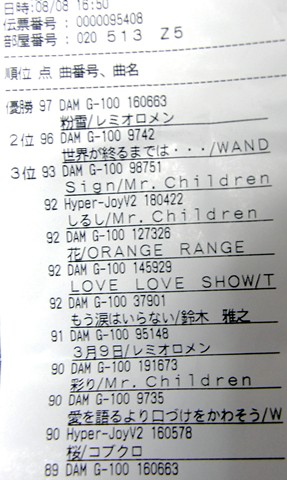 日時:08/08 16:50
伝票番号 : 0000095408
部屋番号 : 020 513 Z5
順位 点 曲番号、曲名
優勝 97 DAM G-100 160663
粉雪/レミオロメン
2位 96 DAM G-100 9742
世界が終るまでは・・・/WAND
3位 93 DAM G-100 98751
Sign/Mr.Children
92 Hyper-JoyV2 180422
しるし/Mr.Children
92 DAM G-100 127326
花/ORANGE RANGE
92 DAM G-100 145929
LOVE LOVE SHOW/T
92 DAM G-100 37901
もう涙はいらない/鈴木 雅之
91 DAM G-100 95148
3月9日/レミオロメン
90 DAM G-100 191673
彩り/Mr.Children
90 DAM G-100 9735
愛を語るより口づけをかわそう/W
90 Hyper-JoyV2 160578
桜/コブクロ
89 DAM G-100 160663